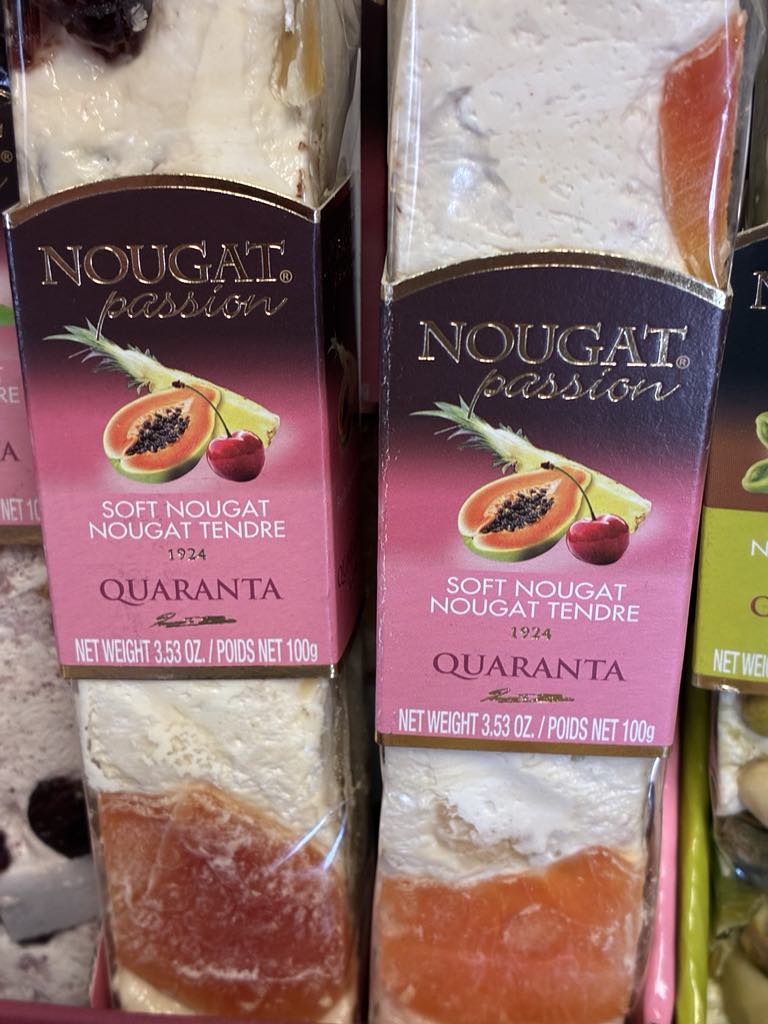 NOUGAT®
passion
SOFT NOUGAT
NOUGAT TENDRE
1924
QUARANTA
NET WEIGHT 3.53 OZ. / POIDS NET 100g
NOUGAT®
passion
SOFT NOUGAT
NOUGAT TENDRE
1924
QUARANTA
NET WEIGHT 3.53 OZ. / POIDS NET 100g